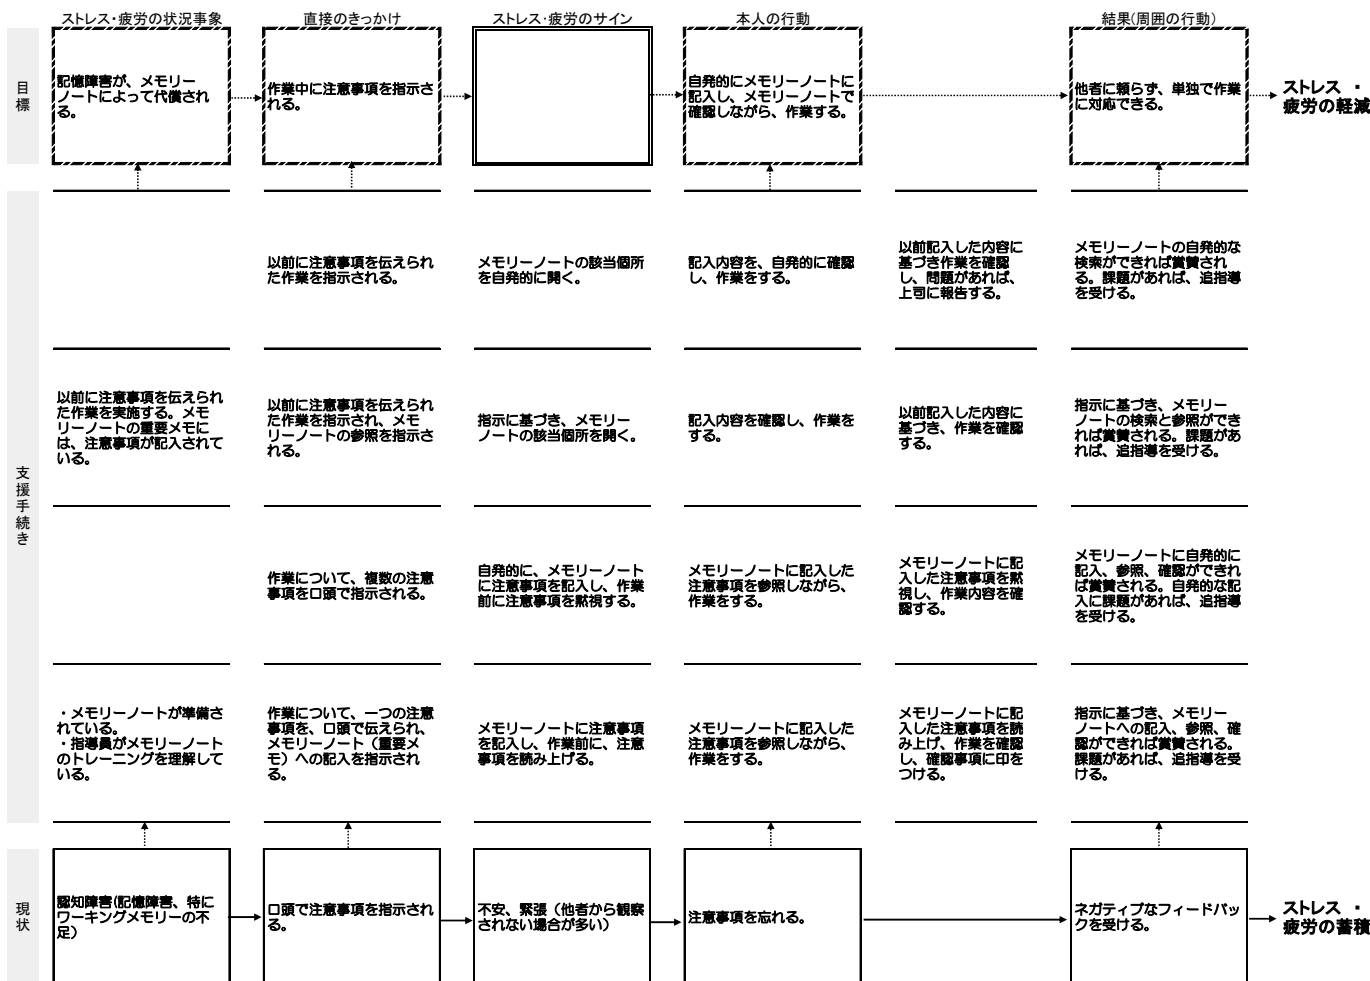 ストレス・疲労の状況事象
直接のきっかけ
ストレス・疲労のサイン
本人の行動
結果(周囲の行動)
目標
記憶障害が、メモリー
ノートによって代償され
る。
作業中に注意事項を指示さ
れる。
自発的にメモリーノートに
記入し、メモリーノートで
確認しながら、作業する。
他者に頼らず、単独で作業
に対応できる。
ストレス ・
疲労の軽減
支援手続き
以前に注意事項を伝えられ
た作業を指示される。
メモリーノートの該当個所
を自発的に開く。
記入内容を、自発的に確認
し、作業をする。
以前記入した内容に
基づき作業を確認
し、問題があれば、
上司に報告する。
メモリーノートの自発的な
検索ができれば賞賛され
る。課題があれば、追指導
を受ける。
以前に注意事項を伝えられ
た作業を実施する。メモ
リーノートの重要メモに
は、注意事項が記入されて
いる。
以前に注意事項を伝えられ
た作業を指示され、メモ
リーノートの参照を指示さ
れる。
指示に基づき、メモリー
ノートの該当個所を開く。
記入内容を確認し、作業を
する。
以前記入した内容に
基づき、作業を確認
する。
指示に基づき、メモリー
ノートの検索と参照ができ
れば賞賛される。課題があ
れば、追指導を受ける。
作業について、複数の注意
事項を口頭で指示される。
自発的に、メモリーノート
に注意事項を記入し、作業
前に注意事項を黙視する。
メモリーノートに記入した
注意事項を参照しながら、
作業をする。
メモリーノートに記
入した注意事項を黙
視し、作業内容を確
認する。
メモリーノートに自発的に
記入、参照、確認ができれ
ば賞賛される。自発的な記
入に課題があれば、追指導
を受ける。
・メモリーノートが準備さ
れている。
・指導員がメモリーノート
のトレーニングを理解して
いる。
作業について、一つの注意
事項を、口頭で伝えられ、
メモリーノート（重要メ
モ）への記入を指示され
る。
メモリーノートに注意事項
を記入し、作業前に、注意
事項を読み上げる。
メモリーノートに記入した
注意事項を参照しながら、
作業をする。
メモリーノートに記
入した注意事項を読
み上げ、作業を確認
し、確認事項に印を
つける。
指示に基づき、メモリー
ノートへの記入、参照、確
認ができれば賞賛される。
課題があれば、追指導を受
ける。
現状
認知障害(記憶障害、特に
ワーキングメモリーの不
足）
口頭で注意事項を指示され
る。
不安、緊張（他者から観察
されない場合が多い）
注意事項を忘れる。
ネガティブなフィードバッ
クを受ける。
ストレス ・
疲労の蓄積